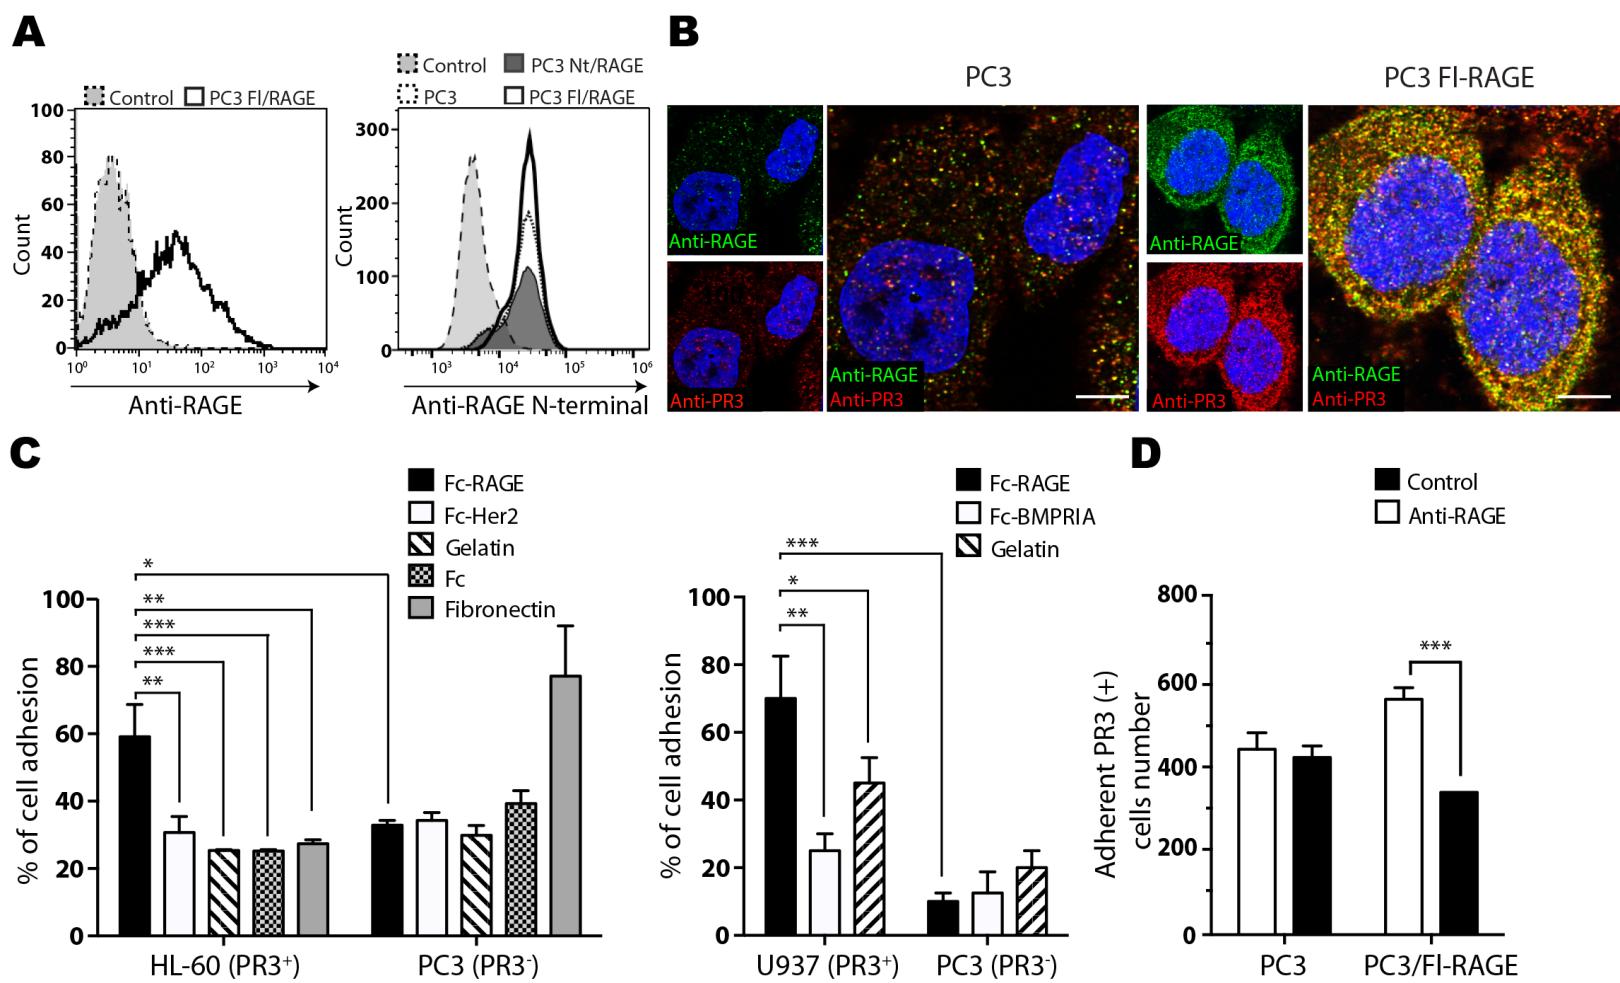 A
Control PC3 Fl/RAGE
100
80
60
40
20
0
Count
10⁰ 10¹ 10² 10³ 10⁴
Anti-RAGE
Control PC3 Nt/RAGE
PC3 PC3 Fl/RAGE
300
200
100
0
Count
10³ 10⁴ 10⁵ 10⁶
Anti-RAGE N-terminal
B
PC3
Anti-RAGE
Anti-PR3
Anti-RAGE
Anti-PR3
PC3 Fl-RAGE
Anti-RAGE
Anti-PR3
Anti-RAGE
Anti-PR3
C
Fc-RAGE
Fc-Her2
Gelatin
Fc
Fibronectin
*
**
***
***
**
100
80
60
40
20
0
% of cell adhesion
HL-60 (PR3⁺) PC3 (PR3⁻)
Fc-RAGE
Fc-BMPRIA
Gelatin
***
*
**
100
80
60
40
20
0
% of cell adhesion
U937 (PR3⁺) PC3 (PR3⁻)
D
Control
Anti-RAGE
***
800
600
400
200
0
Adherent PR3 (+)
cells number
PC3 PC3/Fl-RAGE